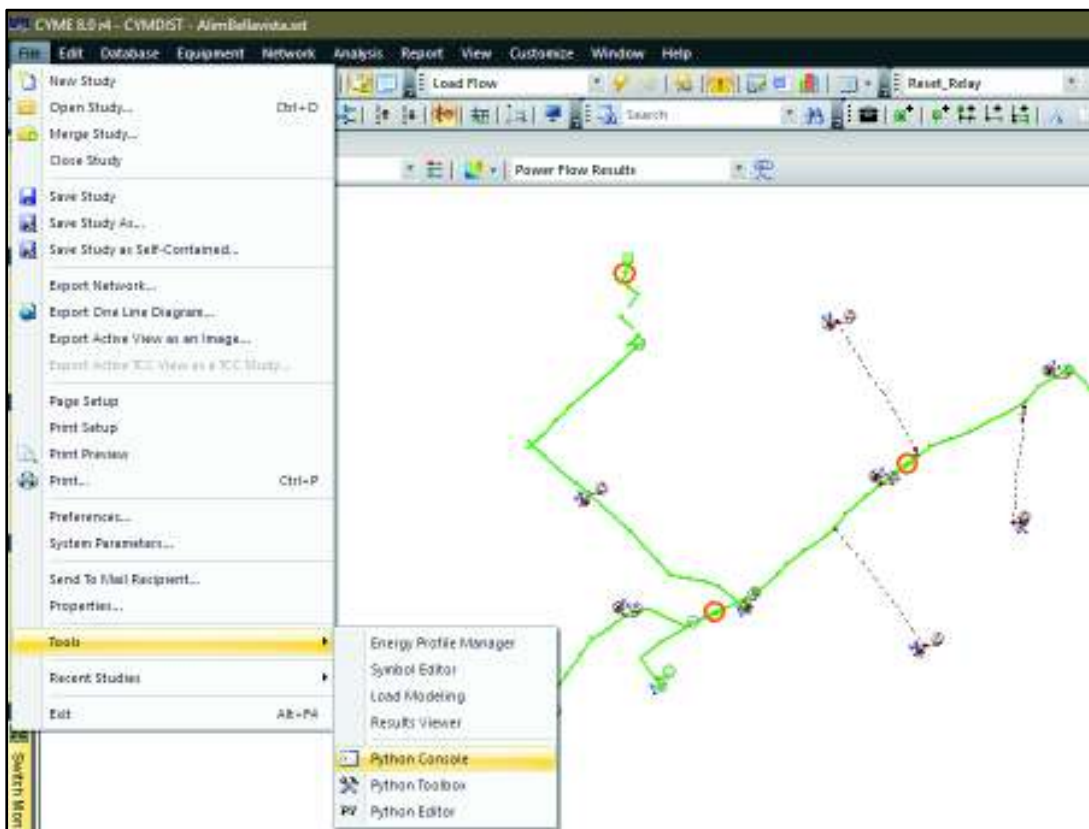 CYME 8.0 r4 - CYMDIST - AlimBellavista.sxt
File Edit Database Equipment Network Analysis Report View Customize Window Help
New Study
Load Flow
Reset_Relay
Open Study... Ctrl+O
Search
Merge Study...
Close Study
Power Flow Results
Save Study
Save Study As...
Save Study as Self-Contained...
Export Network...
Export One Line Diagram...
Export Active View as an Image...
Export Active TCC View as a TCC Study...
Page Setup
Print Setup
Print Preview
Print... Ctrl+P
Preferences...
System Parameters...
Send To Mail Recipient...
Properties...
Tools
Energy Profile Manager
Symbol Editor
Recent Studies
Load Modeling
Exit Alt+F4
Results Viewer
Python Console
Python Toolbox
PY Python Editor
Switch Mon